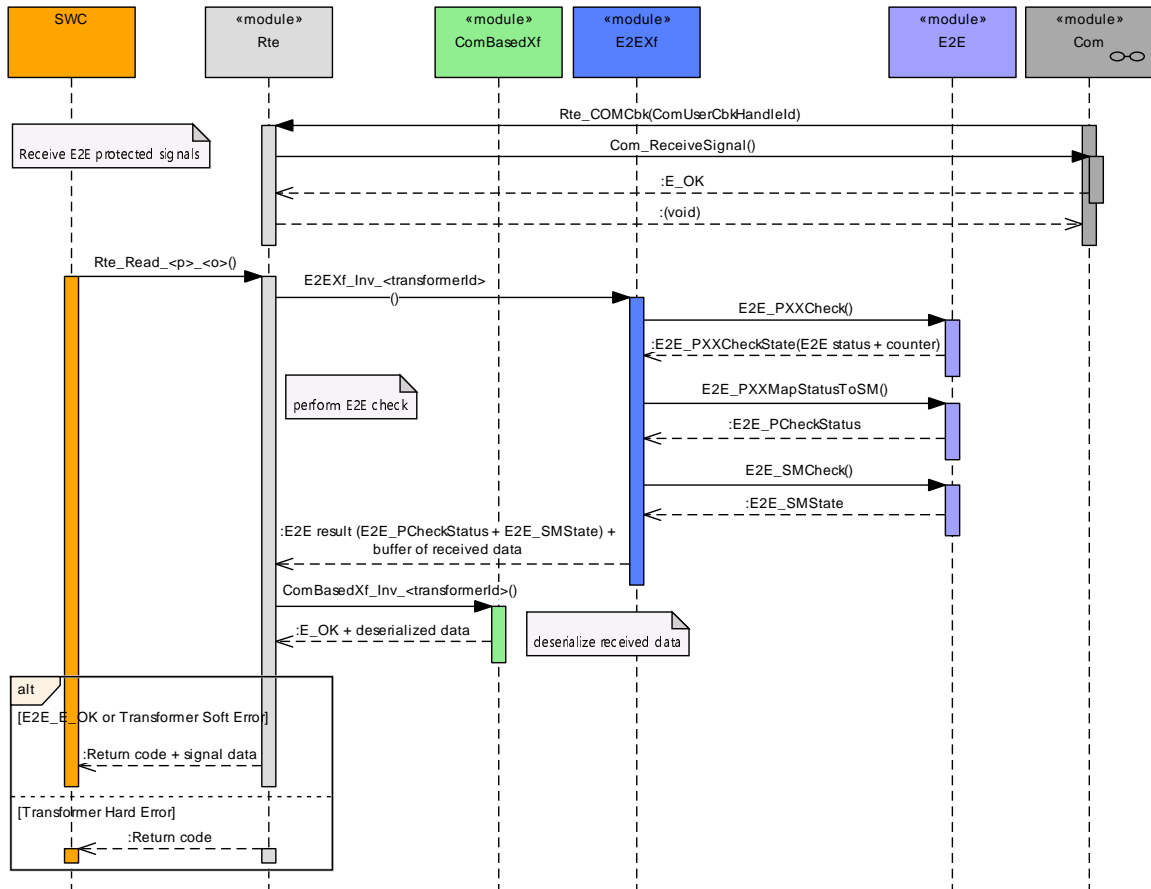 SWC
«module»
Rte
«module»
ComBasedXf
«module»
E2EXf
«module»
E2E
«module»
Com
Rte_COMCbk(ComUserCbkHandleId)
Receive E2E protected signals
Com_ReceiveSignal()
:E_OK
:(void)
Rte_Read_<p>_<o>()
E2EXf_Inv_<transformerId>
()
E2E_PXXCheck()
:E2E_PXXCheckState(E2E status + counter)
perform E2E check
E2E_PXXMapStatusToSM()
:E2E_PCheckStatus
E2E_SMCheck()
:E2E_SMState
:E2E result (E2E_PCheckStatus + E2E_SMState) +
buffer of received data
ComBasedXf_Inv_<transformerId>()
:E_OK + deserialized data
deserialize received data
alt
[E2E_E_OK or Transformer Soft Error]
:Return code + signal data
[Transformer Hard Error]
:Return code